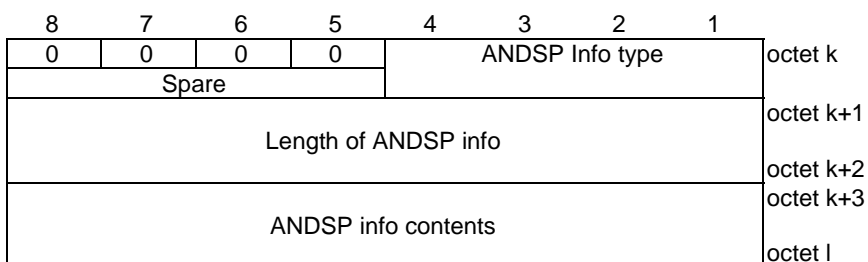 8 7 6 5 4 3 2 1
0 0 0 0 ANDSP Info type octet k
Spare
octet k+1
Length of ANDSP info
octet k+2
octet k+3
ANDSP info contents
octet l